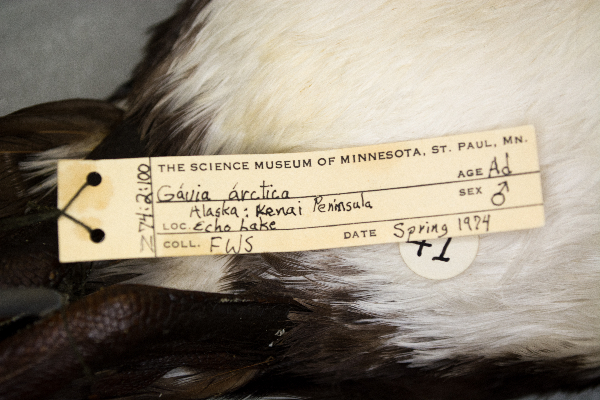 THE SCIENCE MUSEUM OF MINNESOTA, ST. PAUL, MN.
Gávia árctica AGE Ad
Alaska: Kenai Peninsula SEX ♂
LOC. Echo Lake
COLL. FWS DATE Spring 1974
Z74:2:100
41